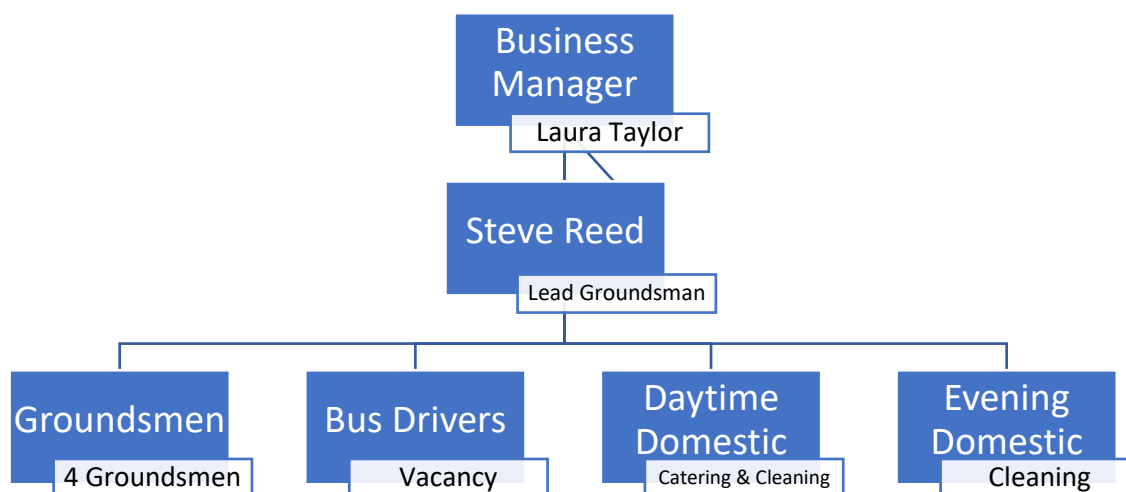 Business
Manager
Laura Taylor
Steve Reed
Lead Groundsman
Groundsmen
4 Groundsmen
Bus Drivers
Vacancy
Daytime
Domestic
Catering & Cleaning
Evening
Domestic
Cleaning